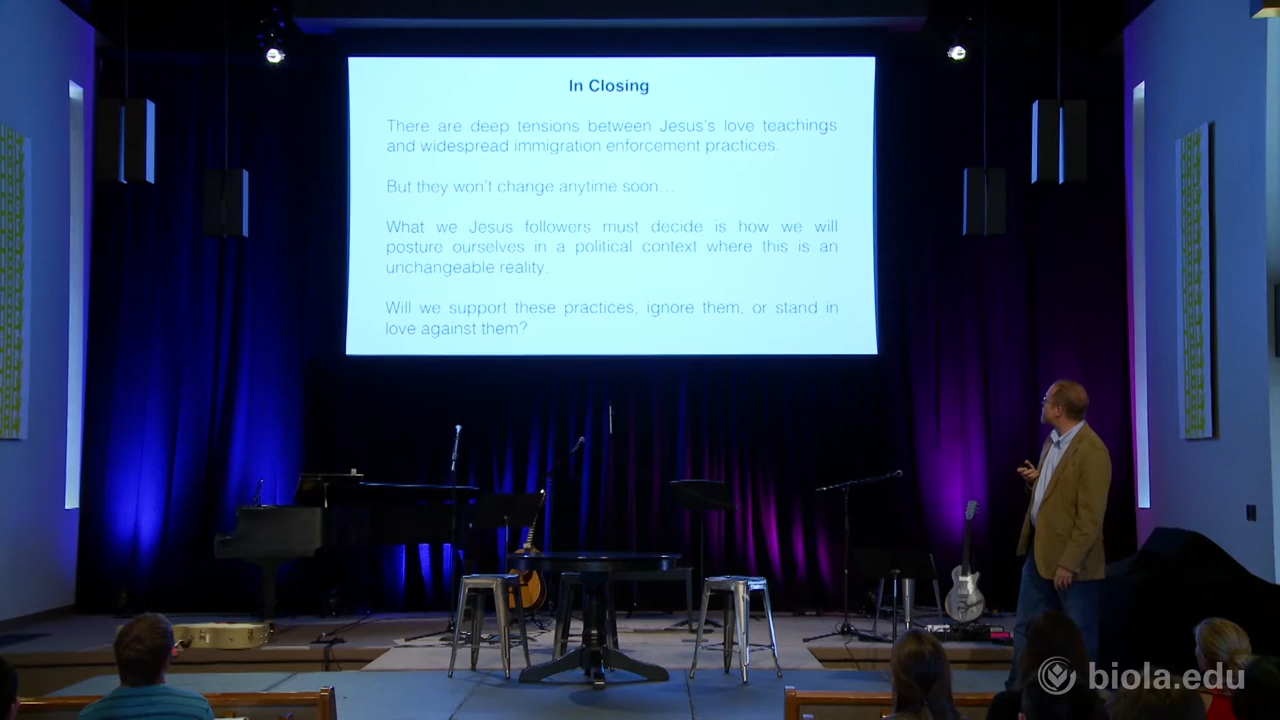 In Closing
There are deep tensions between Jesus's love teachings
and widespread immigration enforcement practices.
But they won't change anytime soon...
What we Jesus followers must decide is how we will
posture ourselves in a political context where this is an
unchangeable reality.
Will we support these practices, ignore them, or stand in
love against them?
biola.edu